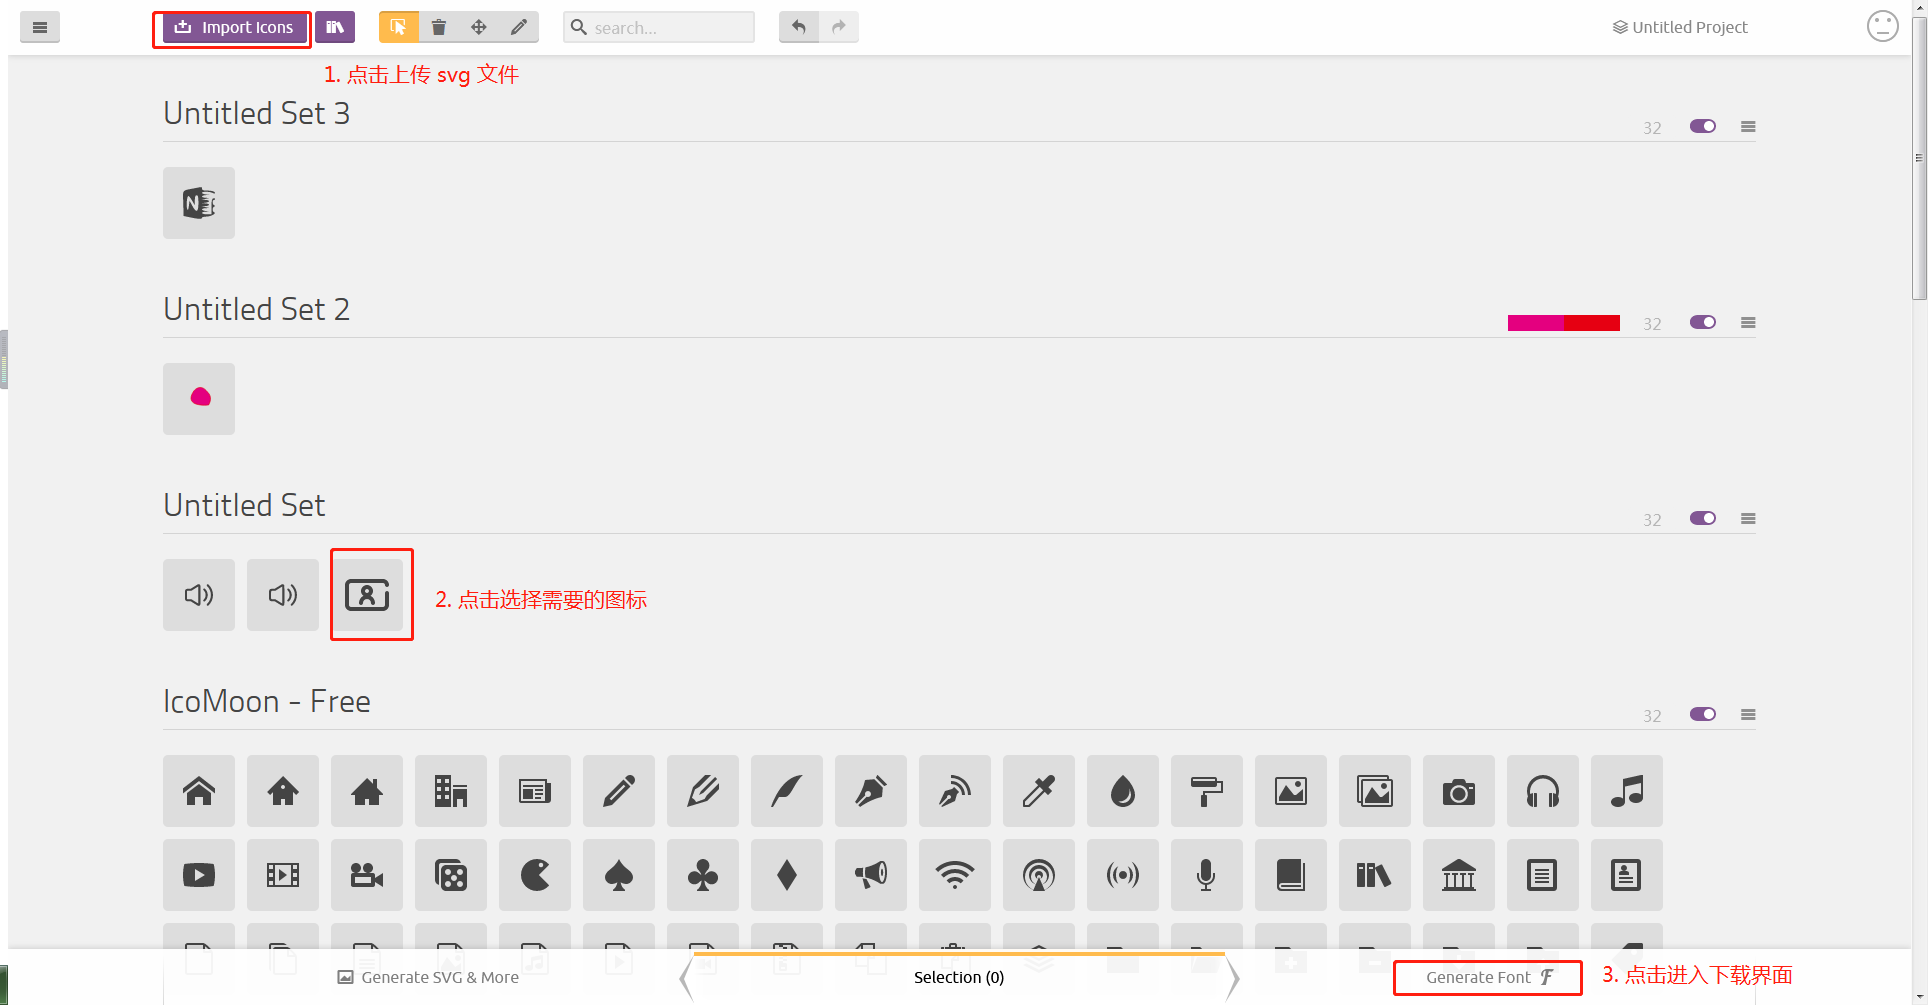 Import Icons
search...
Untitled Project
1. 点击上传 svg 文件
Untitled Set 3
32
Untitled Set 2
32
Untitled Set
32
2. 点击选择需要的图标
IcoMoon - Free
32
Generate SVG & More
Selection (0)
Generate Font
3. 点击进入下载界面